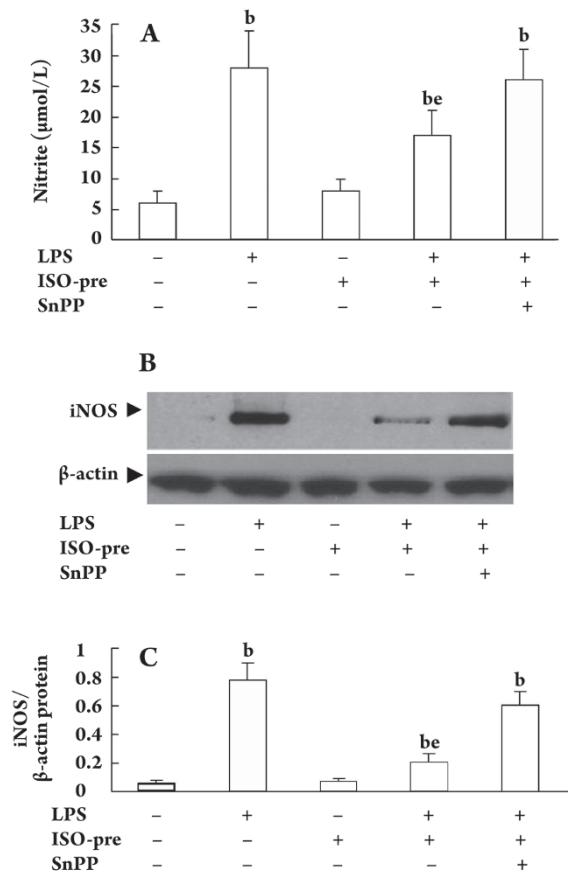 A
35
30
25
20
15
10
5
0
Nitrite (μmol/L)
b
be
b
LPS – + – + +
ISO-pre – – + + +
SnPP – – – – +
B
iNOS
β-actin
LPS – + – + +
ISO-pre – – + + +
SnPP – – – – +
C
1
0.8
0.6
0.4
0.2
0
iNOS/
β-actin protein
b
be
b
LPS – + – + +
ISO-pre – – + + +
SnPP – – – – +